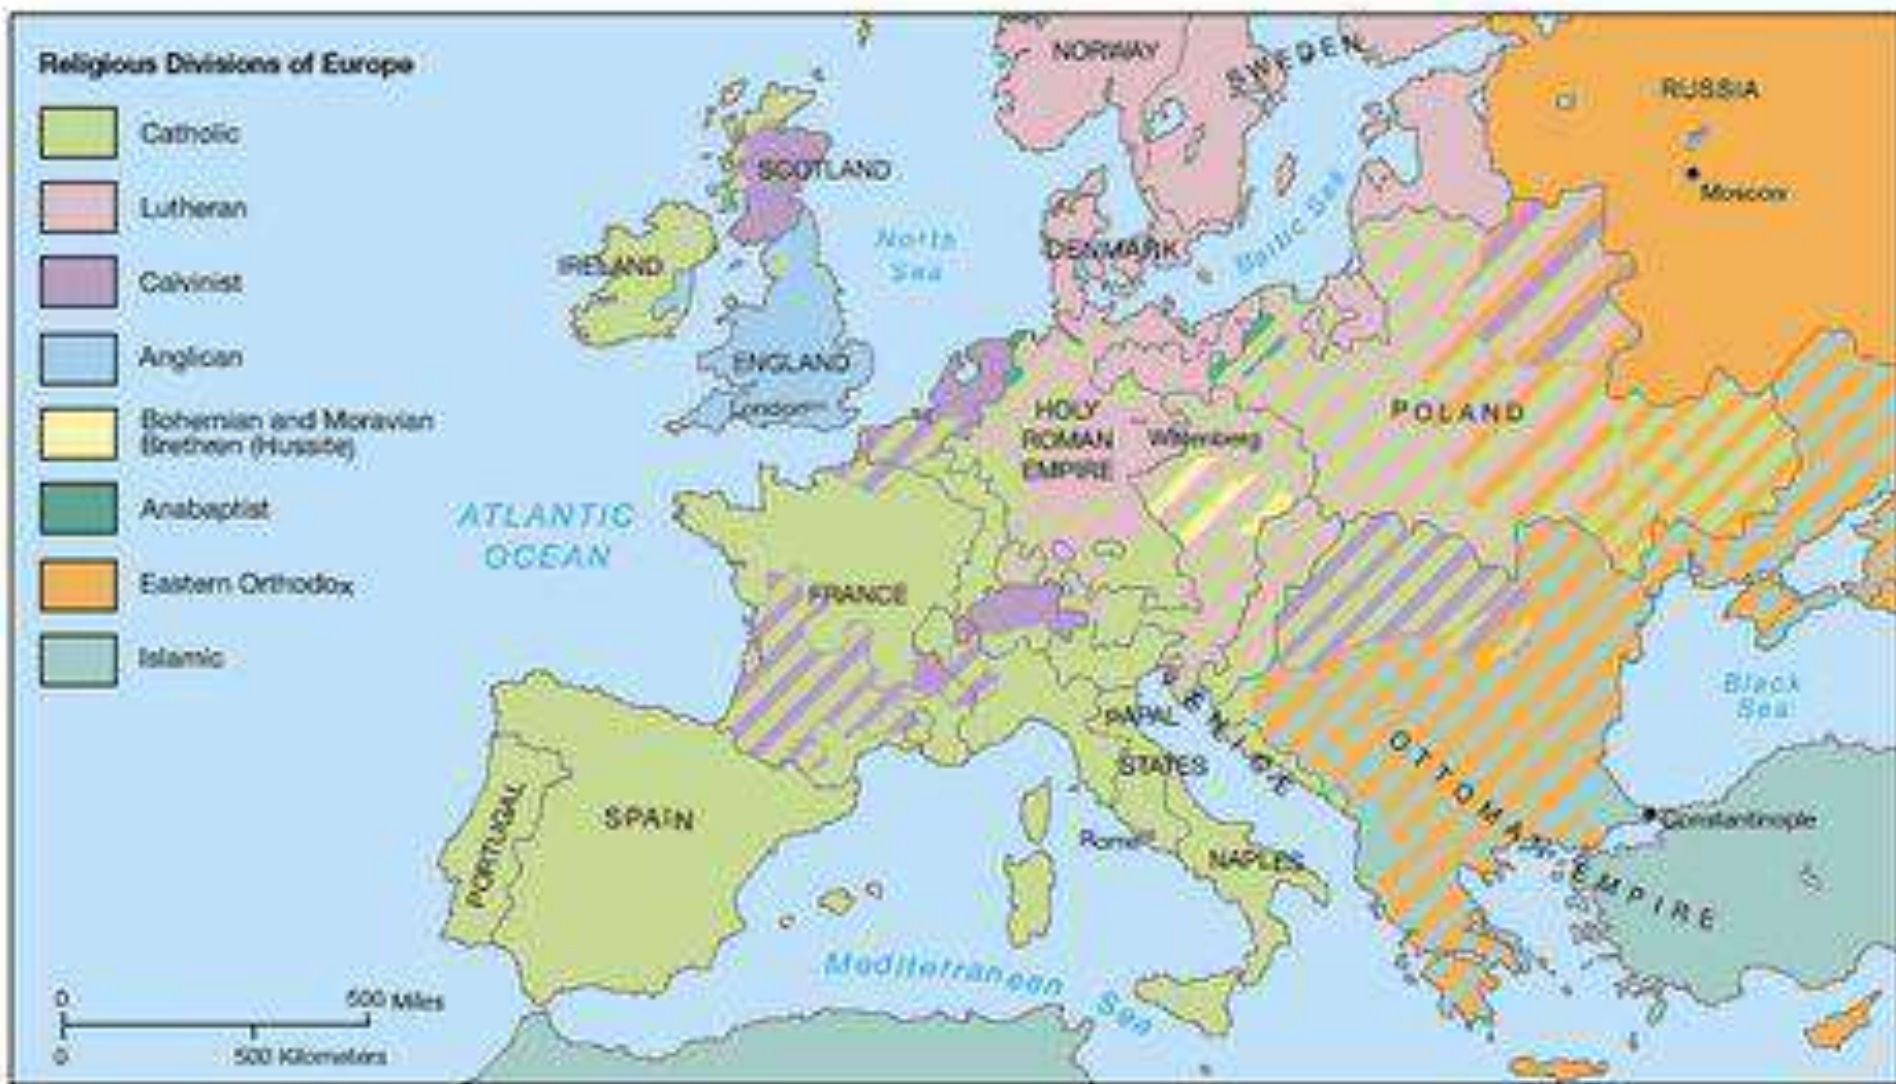 Religious Divisions of Europe
Catholic
Lutheran
Calvinist
Anglican
Bohemian and Moravian
Brethren (Hussite)
Anabaptist
Eastern Orthodox
Islamic
NORWAY
SWEDEN
RUSSIA
Moscow
SCOTLAND
North
Sea
DENMARK
Baltic Sea
IRELAND
ENGLAND
London
HOLY
ROMAN
EMPIRE
Wittenberg
POLAND
ATLANTIC
OCEAN
FRANCE
Black
Sea
VENICE
PAPAL
STATES
OTTOMAN EMPIRE
Constantinople
PORTUGAL
SPAIN
Rome
NAPLES
Mediterranean Sea
0 500 Miles
0 500 Kilometers